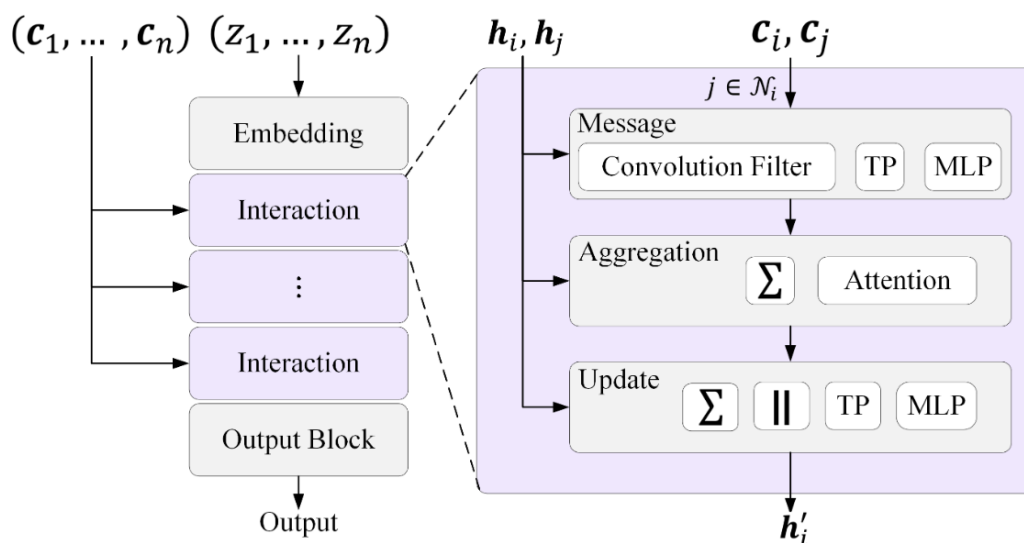 (c₁, … , cₙ) (z₁, … , zₙ)
Embedding
Interaction
⋮
Interaction
Output Block
Output
hᵢ, hⱼ
cᵢ, cⱼ
j ∈ 𝒩ᵢ
Message
Convolution Filter TP MLP
Aggregation
Σ Attention
Update
Σ || TP MLP
h′ᵢ